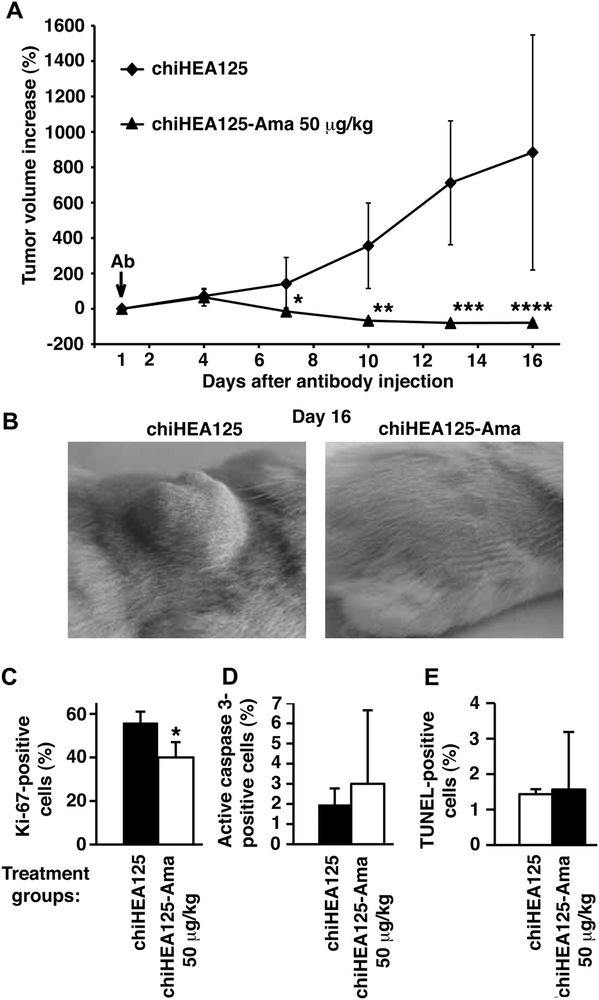 A
Tumor volume increase (%)
1600
1400
1200
1000
800
600
400
200
0
-200
chiHEA125
chiHEA125-Ama 50 μg/kg
Ab
*
**
***
****
1 2 4 6 8 10 12 14 16
Days after antibody injection
B
Day 16
chiHEA125
chiHEA125-Ama
C
Ki-67-positive
cells (%)
60
40
20
0
*
D
Active caspase 3-
positive cells (%)
7
6
5
4
3
2
1
0
E
TUNEL-positive
cells (%)
4
3
2
1
0
Treatment
groups:
chiHEA125
chiHEA125-Ama
50 μg/kg
chiHEA125
chiHEA125-Ama
50 μg/kg
chiHEA125
chiHEA125-Ama
50 μg/kg